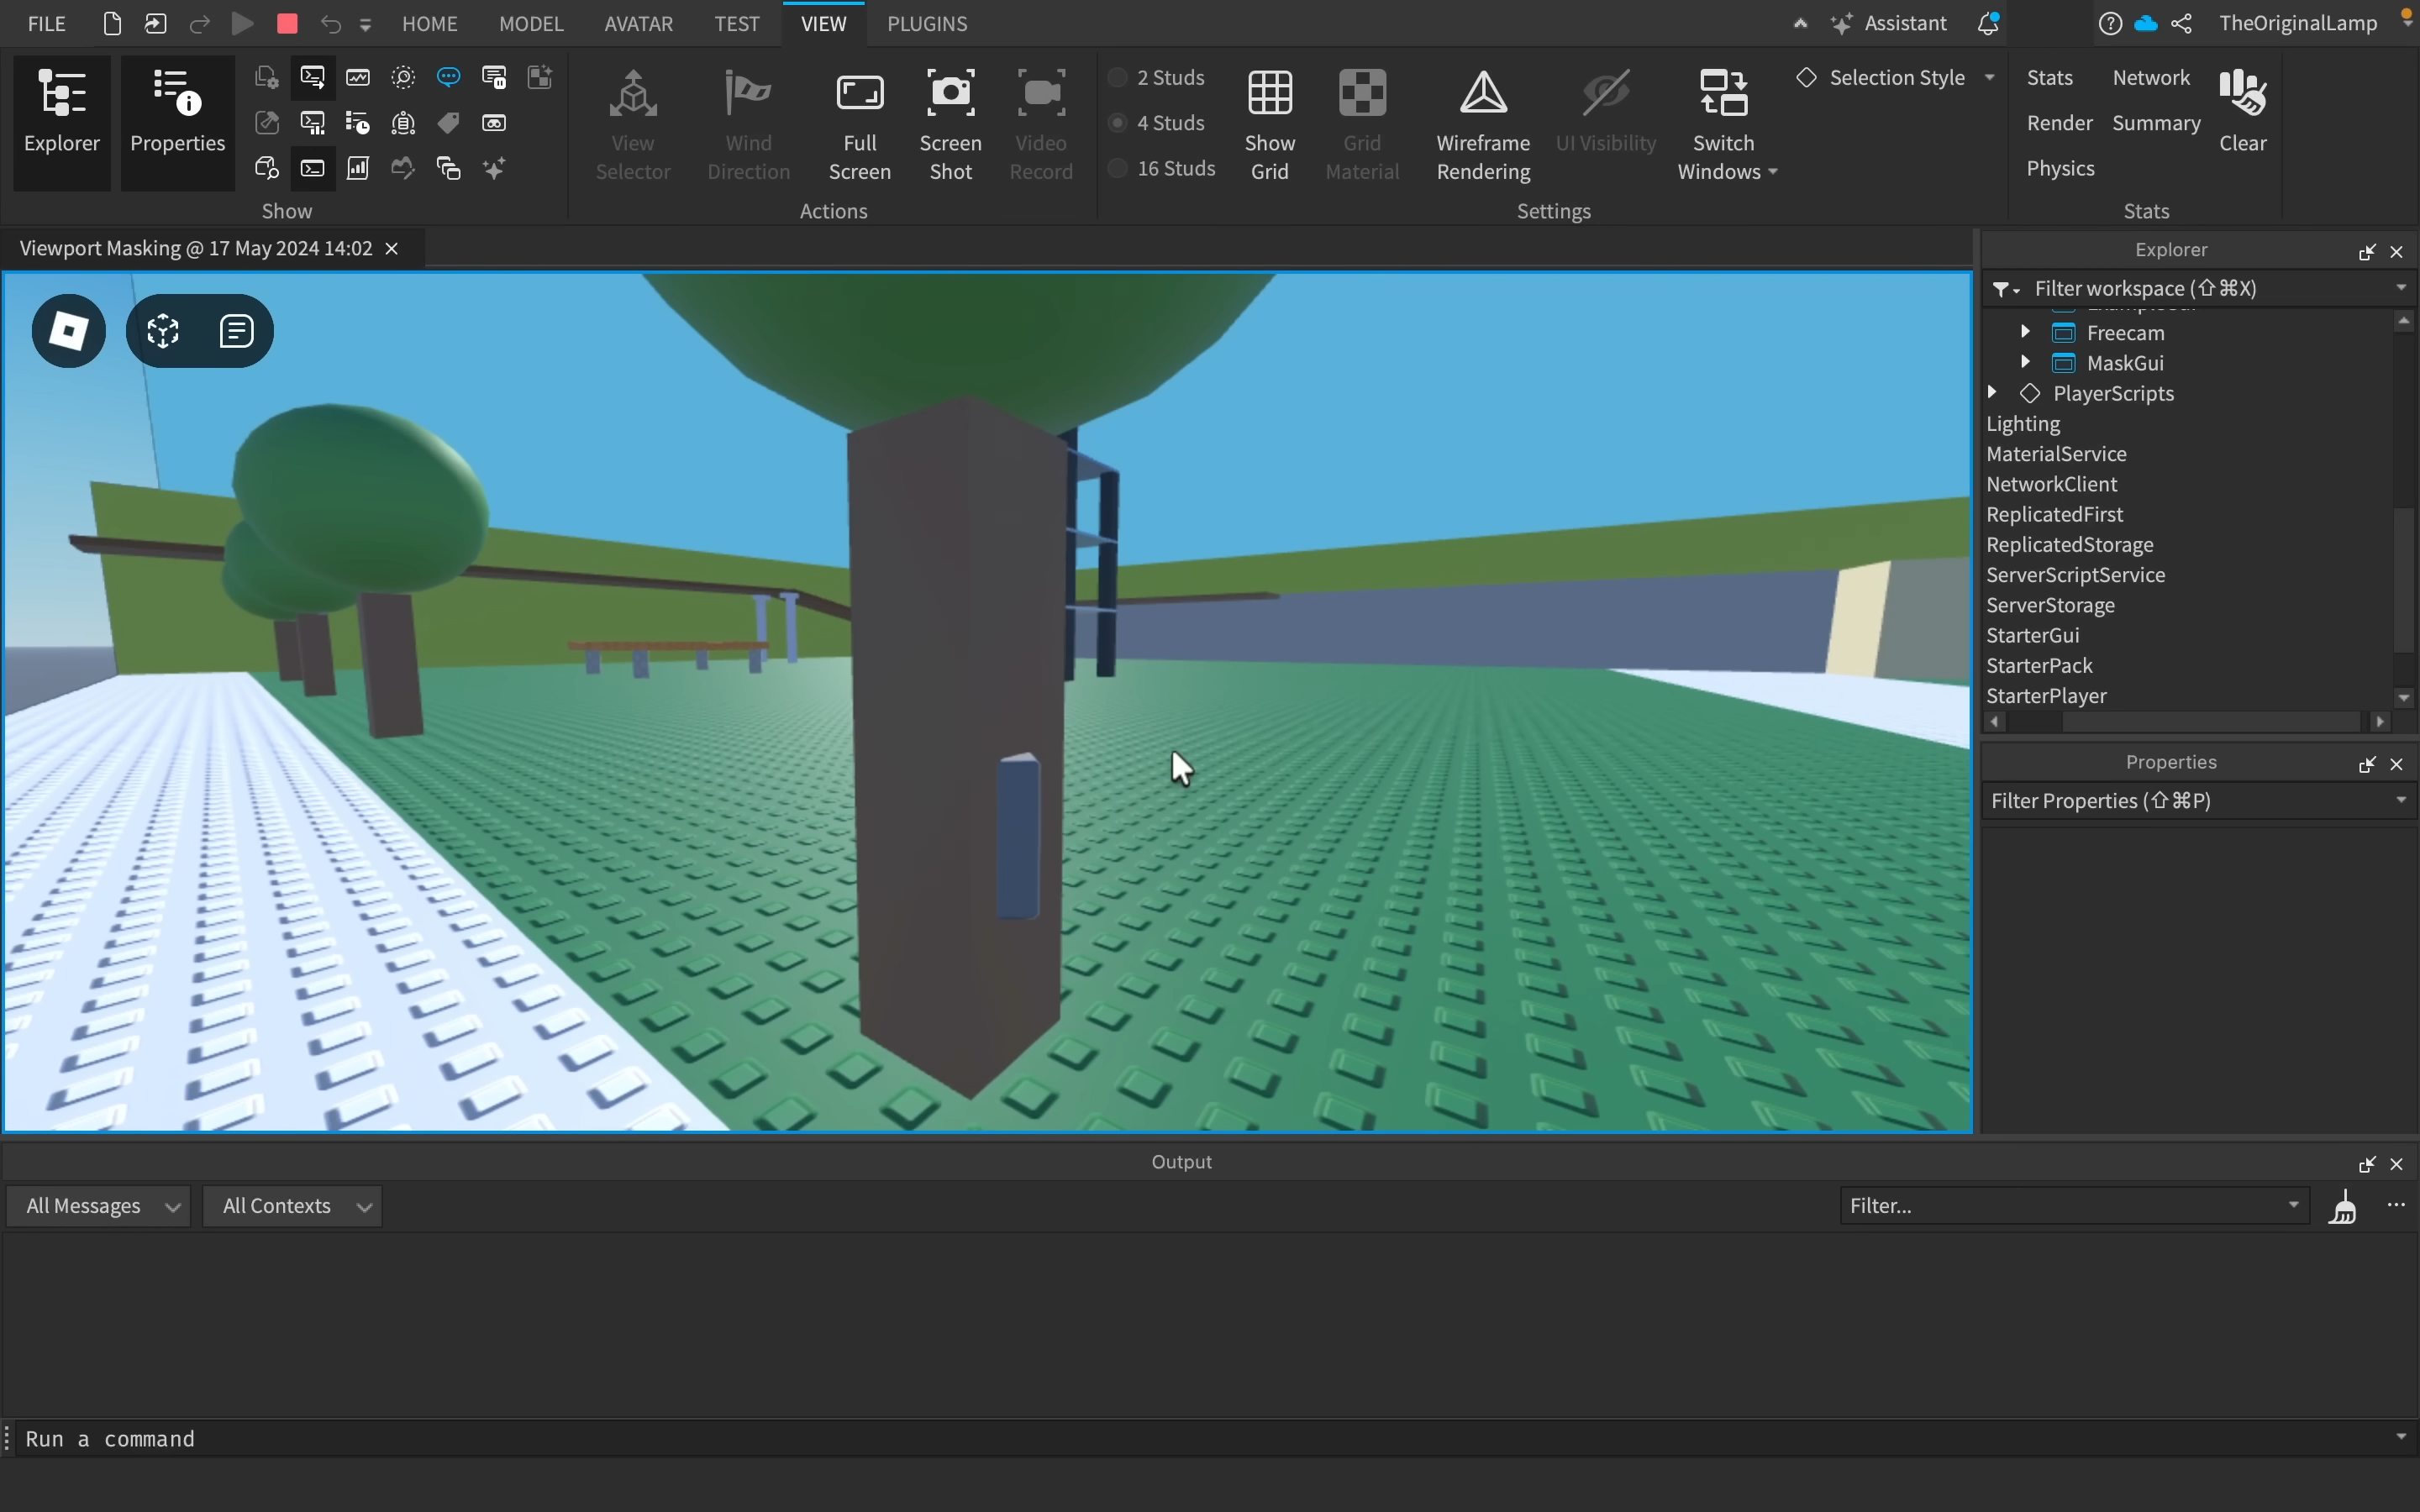 FILE
HOME
MODEL
AVATAR
TEST
VIEW
PLUGINS
Assistant
TheOriginalLamp
Explorer
Properties
Show
View
Selector
Wind
Direction
Full
Screen
Screen
Shot
Video
Record
Actions
2 Studs
4 Studs
16 Studs
Show
Grid
Grid
Material
Wireframe
Rendering
UI Visibility
Switch
Windows
Selection Style
Settings
Stats
Network
Render
Summary
Physics
Clear
Stats
Viewport Masking @ 17 May 2024 14:02
Explorer
Filter workspace (⇧⌘X)
Freecam
MaskGui
PlayerScripts
Lighting
MaterialService
NetworkClient
ReplicatedFirst
ReplicatedStorage
ServerScriptService
ServerStorage
StarterGui
StarterPack
StarterPlayer
Properties
Filter Properties (⇧⌘P)
Output
All Messages
All Contexts
Filter...
Run a command